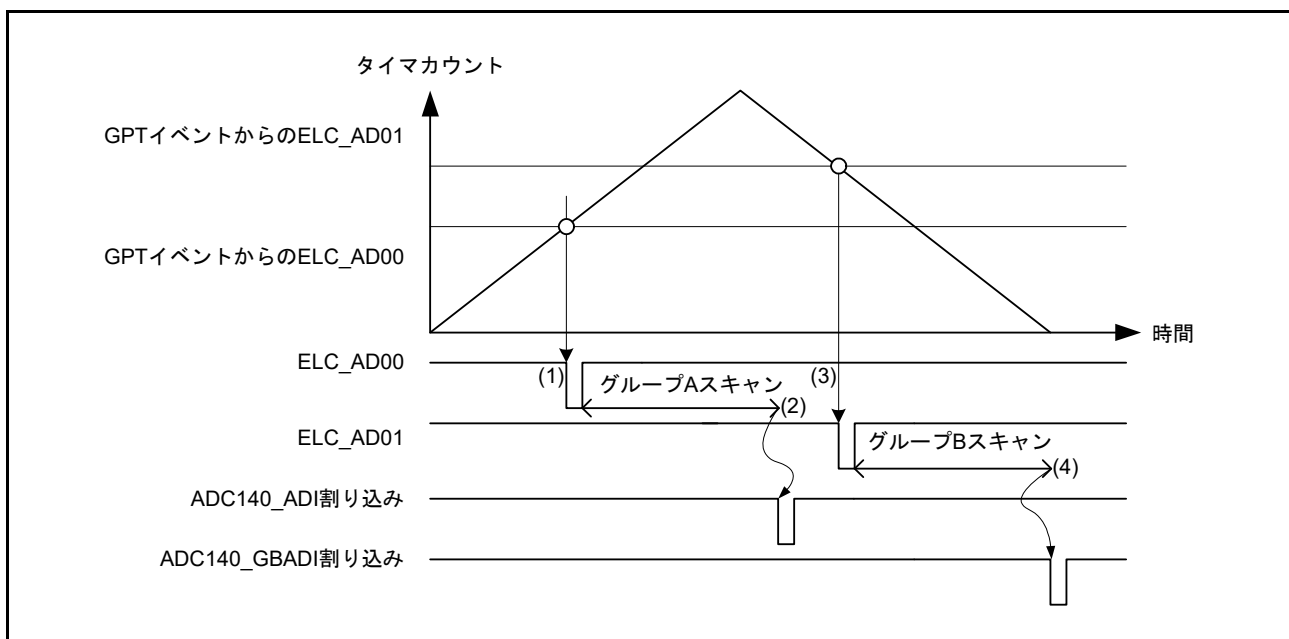 タイマカウント
GPTイベントからのELC_AD01
GPTイベントからのELC_AD00
時間
ELC_AD00
(1)
グループAスキャン
(2)
(3)
ELC_AD01
グループBスキャン
(4)
ADC140_ADI割り込み
ADC140_GBADI割り込み